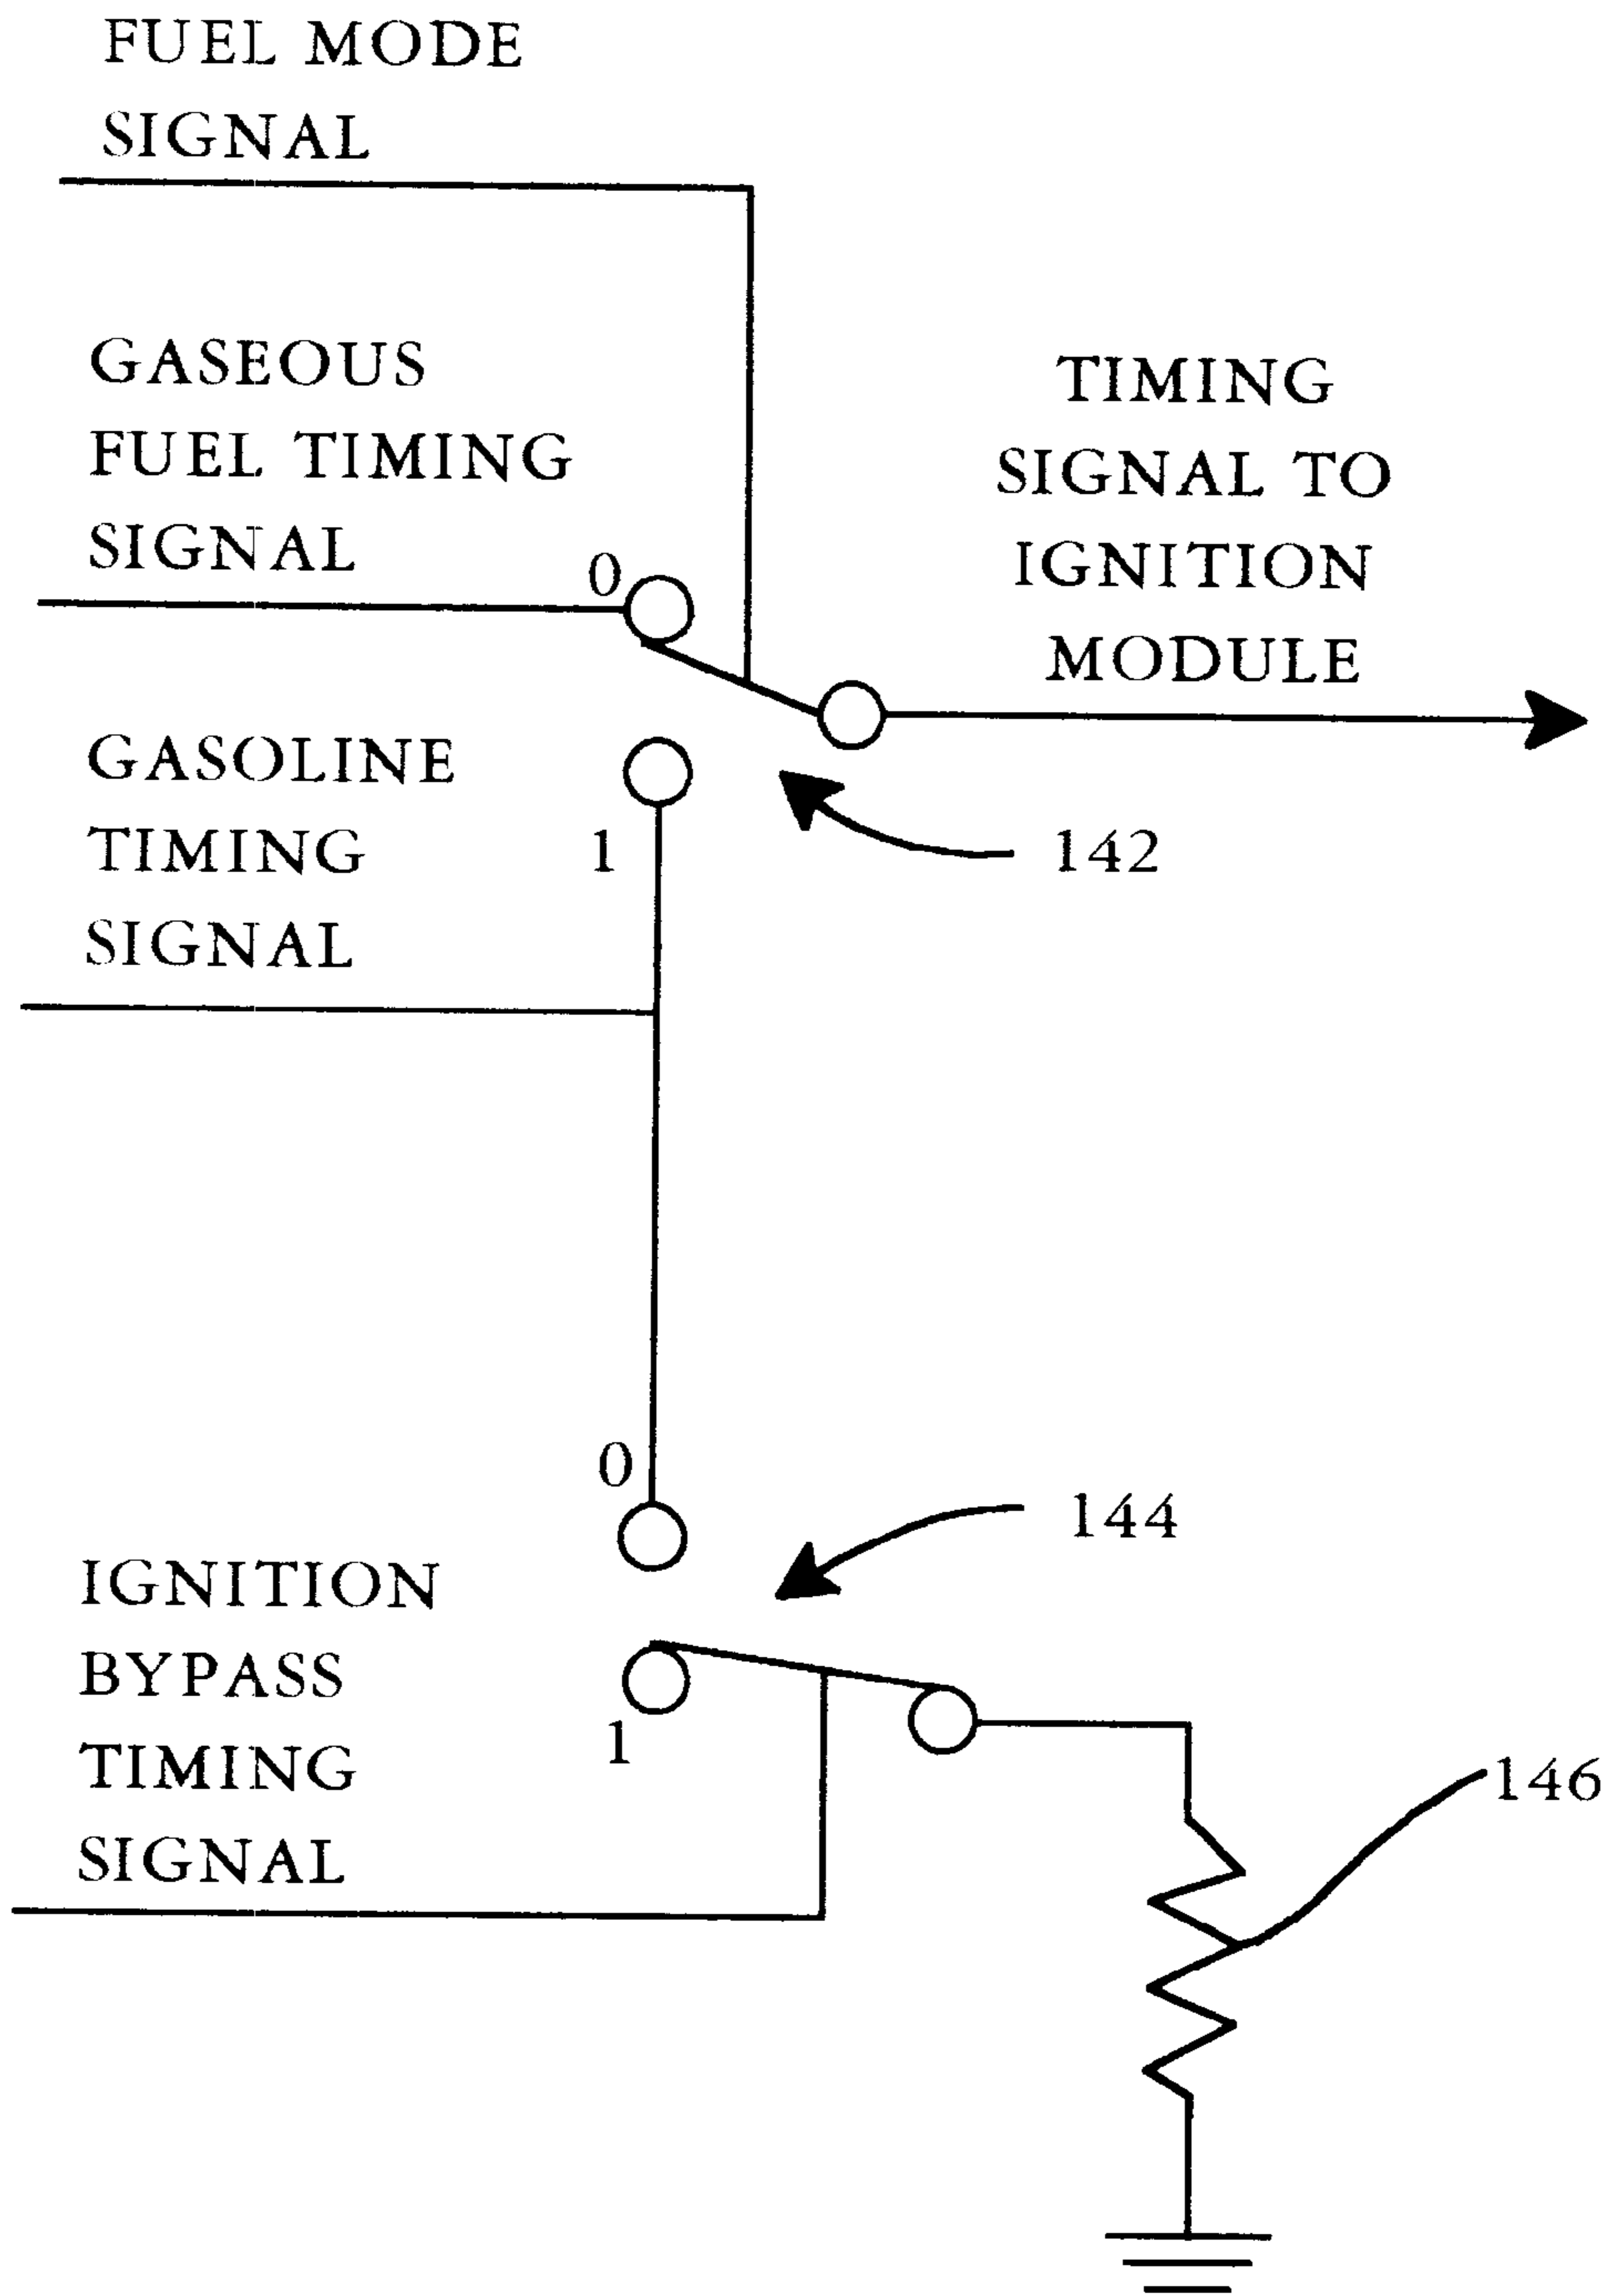 FUEL MODE
SIGNAL
GASEOUS
FUEL TIMING
SIGNAL
0
TIMING
SIGNAL TO
IGNITION
MODULE
GASOLINE
TIMING
SIGNAL
1
142
0
144
IGNITION
BYPASS
TIMING
SIGNAL
1
146